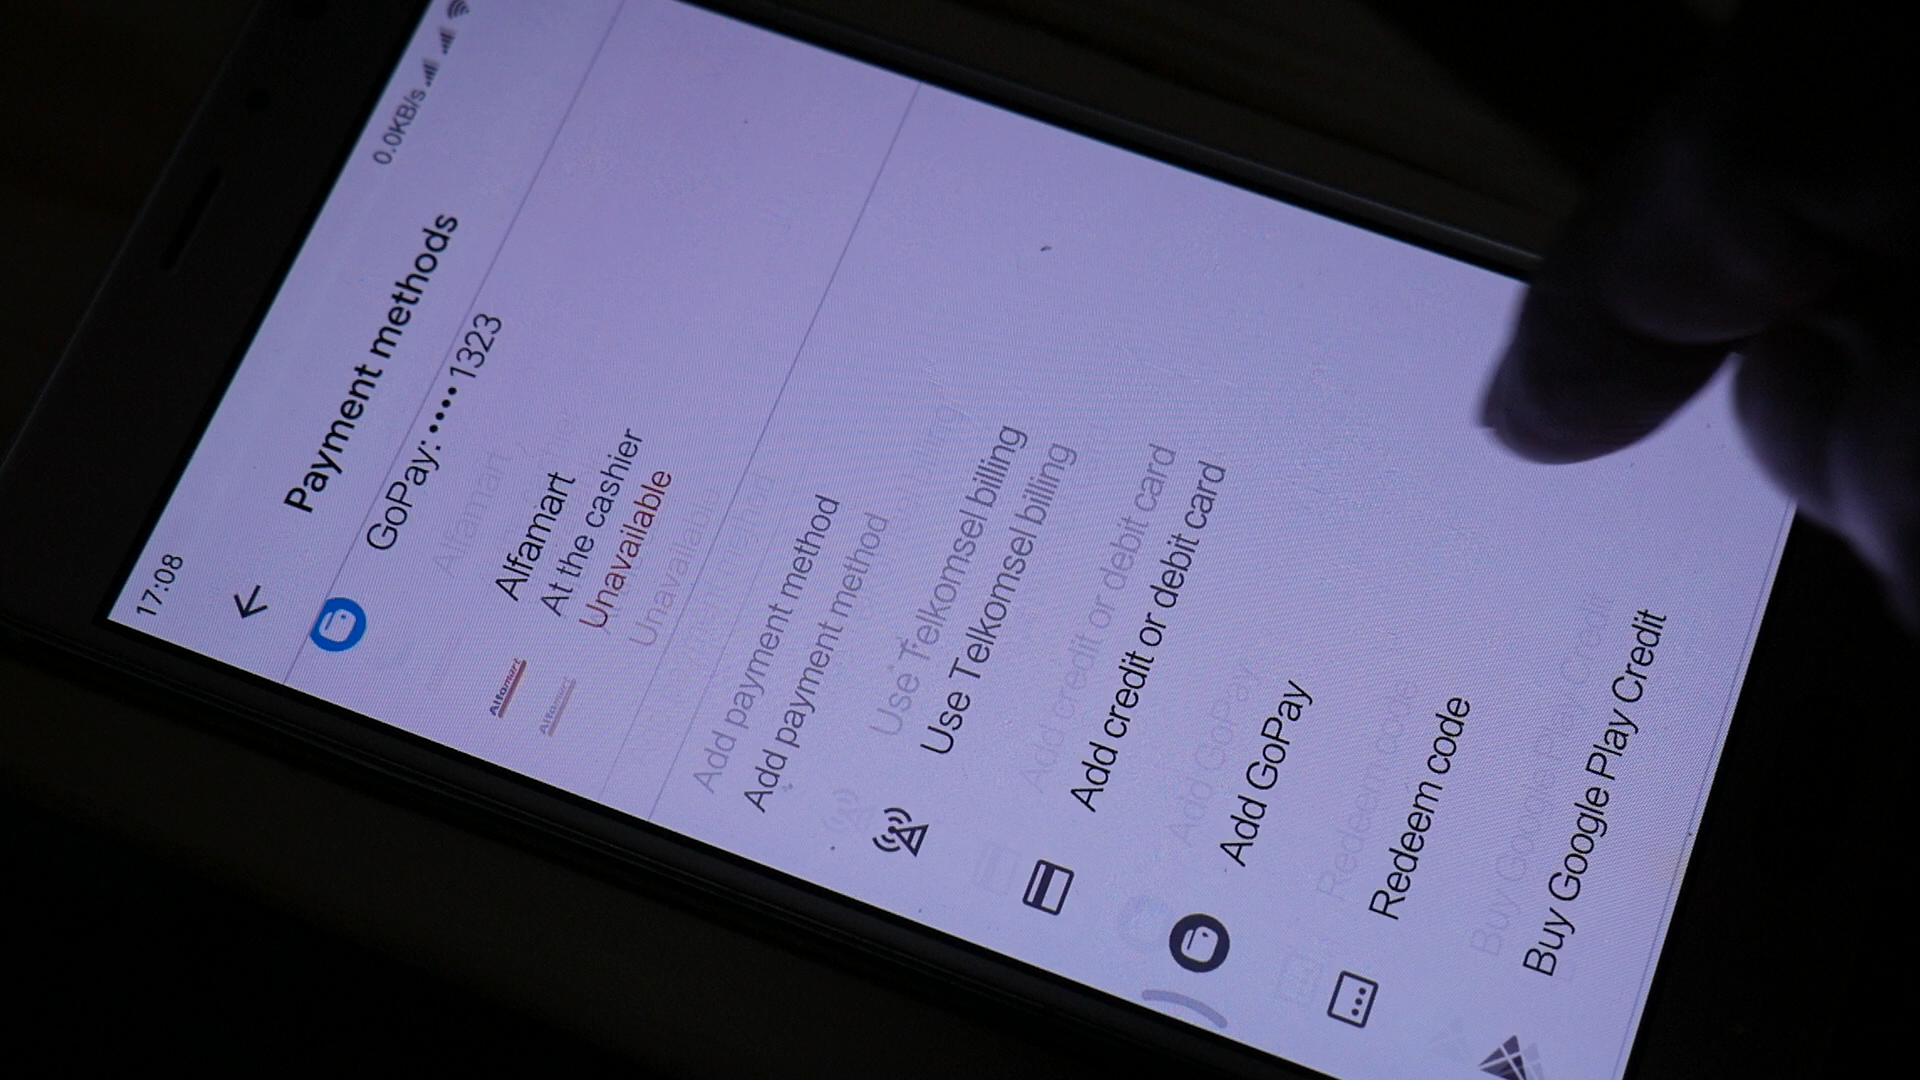 17:08
0.0KB/s
Payment methods
GoPay: •••• 1323
Alfamart
Alfamart
At the cashier
Unavailable
Add payment method
Use Telkomsel billing
Add credit or debit card
Add GoPay
Redeem code
Buy Google Play Credit